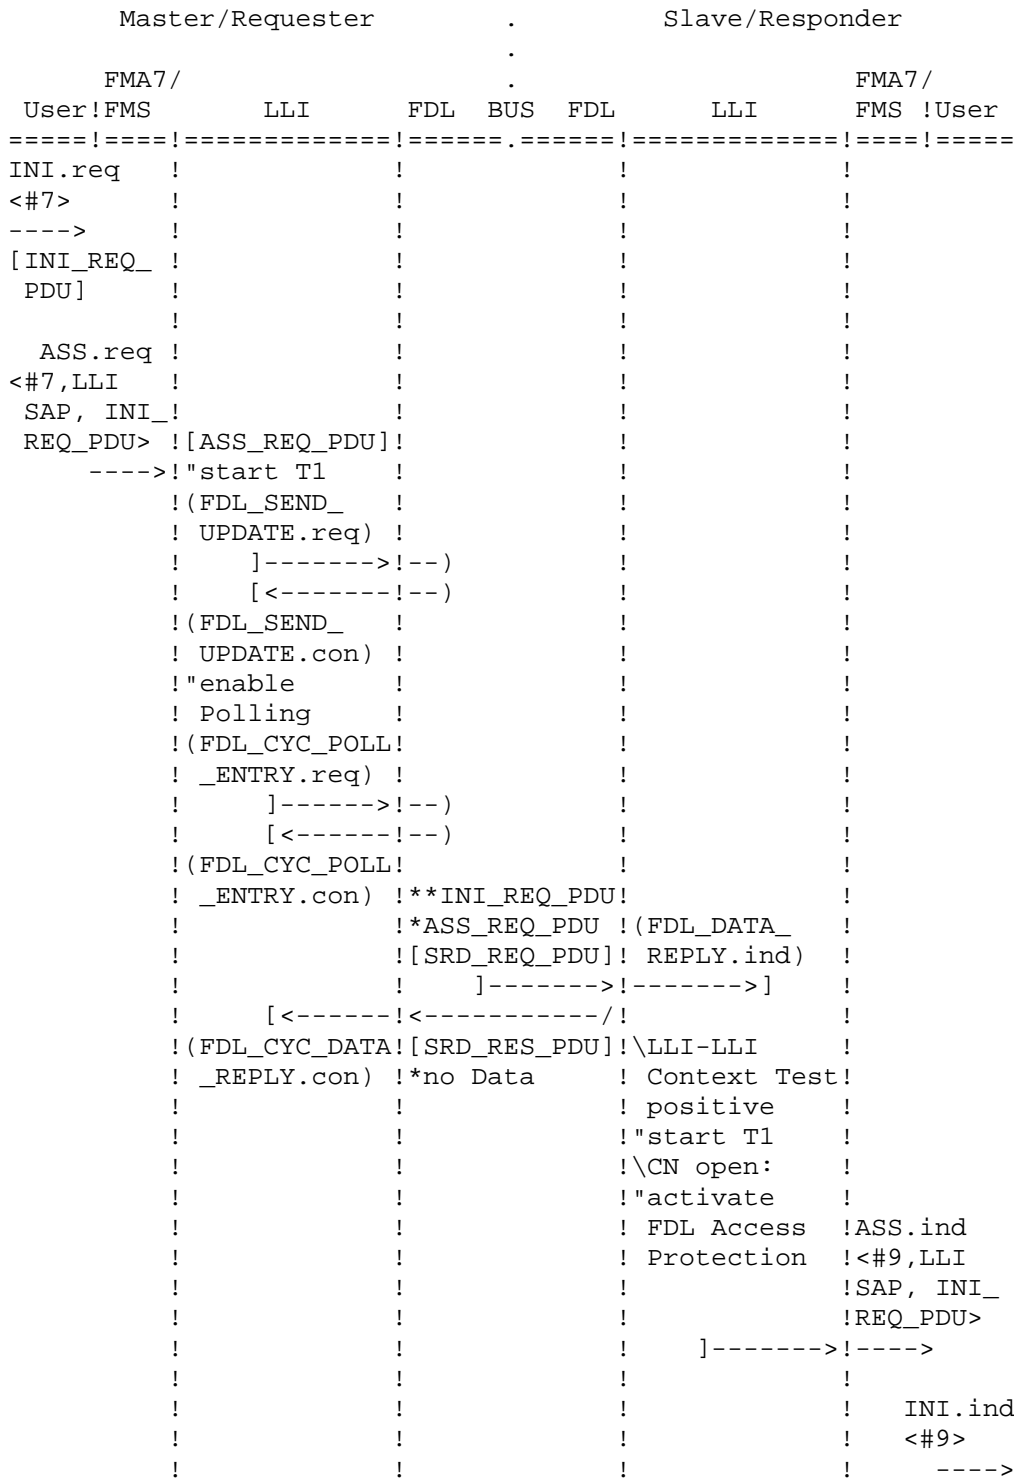 Master/Requester         .          Slave/Responder
                                 .
      FMA7/                      .                      FMA7/
 User!FMS       LLI       FDL  BUS  FDL       LLI       FMS !User
=====!====!==============!======.======!==============!====!=====
INI.req   !              !              !              !
<#7>      !              !              !              !
---->     !              !              !              !
[INI_REQ_ !              !              !              !
 PDU]     !              !              !              !
          !              !              !              !
  ASS.req !              !              !              !
<#7,LLI   !              !              !              !
 SAP, INI_!              !              !              !
 REQ_PDU> ![ASS_REQ_PDU]!              !              !
     ---->!"start T1     !              !              !
          !(FDL_SEND_    !              !              !
          ! UPDATE.req)  !              !              !
          !    ]------->!--)           !              !
          !    [<-------!--)           !              !
          !(FDL_SEND_    !              !              !
          ! UPDATE.con)  !              !              !
          !"enable       !              !              !
          ! Polling      !              !              !
          !(FDL_CYC_POLL!              !              !
          ! _ENTRY.req)  !              !              !
          !     ]------>!--)           !              !
          !     [<------!--)           !              !
          !(FDL_CYC_POLL!              !              !
          ! _ENTRY.con)  !**INI_REQ_PDU!              !
          !              !*ASS_REQ_PDU !(FDL_DATA_    !
          !              ![SRD_REQ_PDU]! REPLY.ind)   !
          !              !    ]------->!------->]     !
          !     [<------!<-----------/!              !
          !(FDL_CYC_DATA![SRD_RES_PDU]!\LLI-LLI      !
          ! _REPLY.con)  !*no Data      ! Context Test!
          !              !              ! positive     !
          !              !              !"start T1     !
          !              !              !\CN open:     !
          !              !              !"activate     !
          !              !              ! FDL Access   !ASS.ind
          !              !              ! Protection   !<#9,LLI
          !              !              !              !SAP, INI_
          !              !              !              !REQ_PDU>
          !              !              !    ]------->!---->
          !              !              !              !
          !              !              !              !   INI.ind
          !              !              !              !   <#9>
          !              !              !              !     ---->